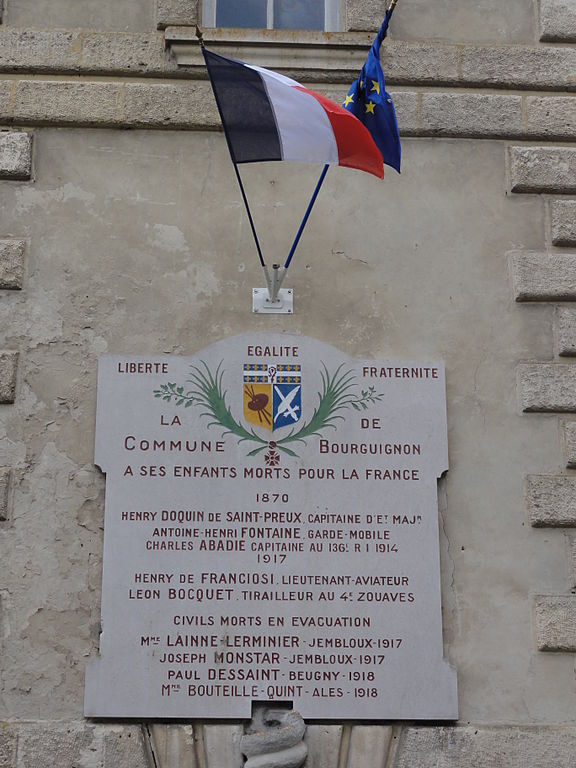 EGALITE
LIBERTE FRATERNITE
LA DE
COMMUNE BOURGUIGNON
A SES ENFANTS MORTS POUR LA FRANCE
1870
HENRY DOQUIN DE SAINT-PREUX, CAPITAINE D'ET MAJR
ANTOINE-HENRI FONTAINE, GARDE-MOBILE
CHARLES ABADIE CAPITAINE AU 136E R I 1914
1917
HENRY DE FRANCIOSI, LIEUTENANT-AVIATEUR
LEON BOCQUET, TIRAILLEUR AU 4E ZOUAVES
CIVILS MORTS EN EVACUATION
MME LAINNE-LERMINIER-JEMBLOUX-1917
JOSEPH MONSTAR-JEMBLOUX-1917
PAUL DESSAINT-BEUGNY-1918
MME BOUTEILLE-QUINT-ALES-1918